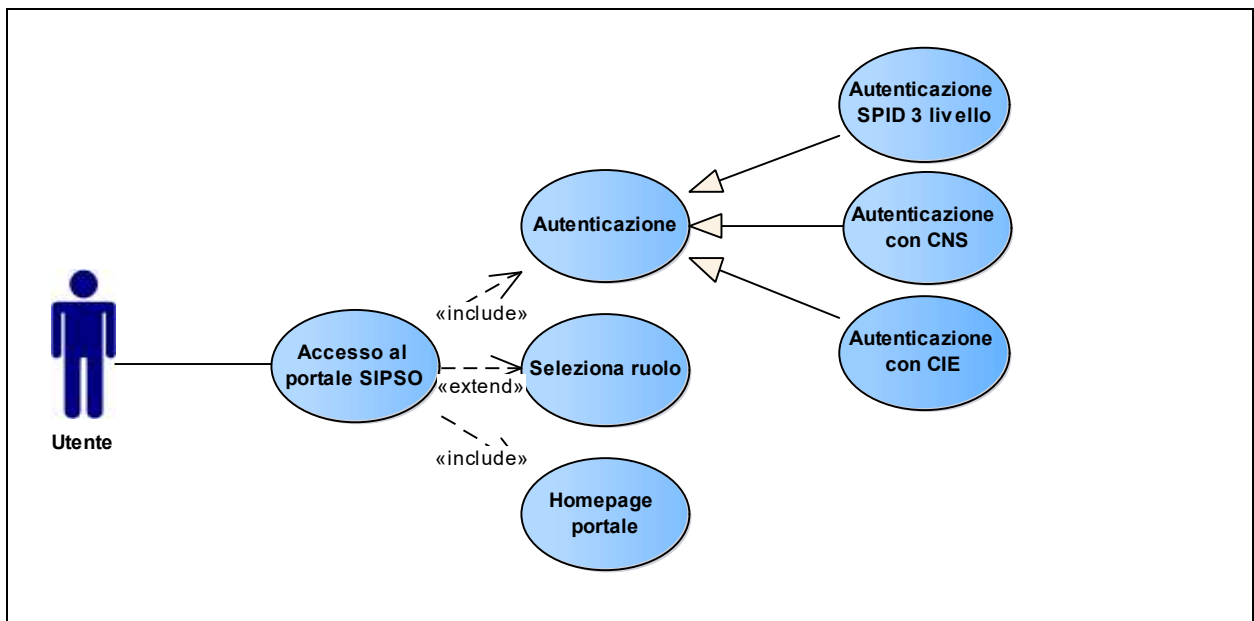 Autenticazione
SPID 3 livello
Autenticazione
Autenticazione
con CNS
«include»
Accesso al
portale SIPSO
Seleziona ruolo
«extend»
Autenticazione
con CIE
Utente
«include»
Homepage
portale